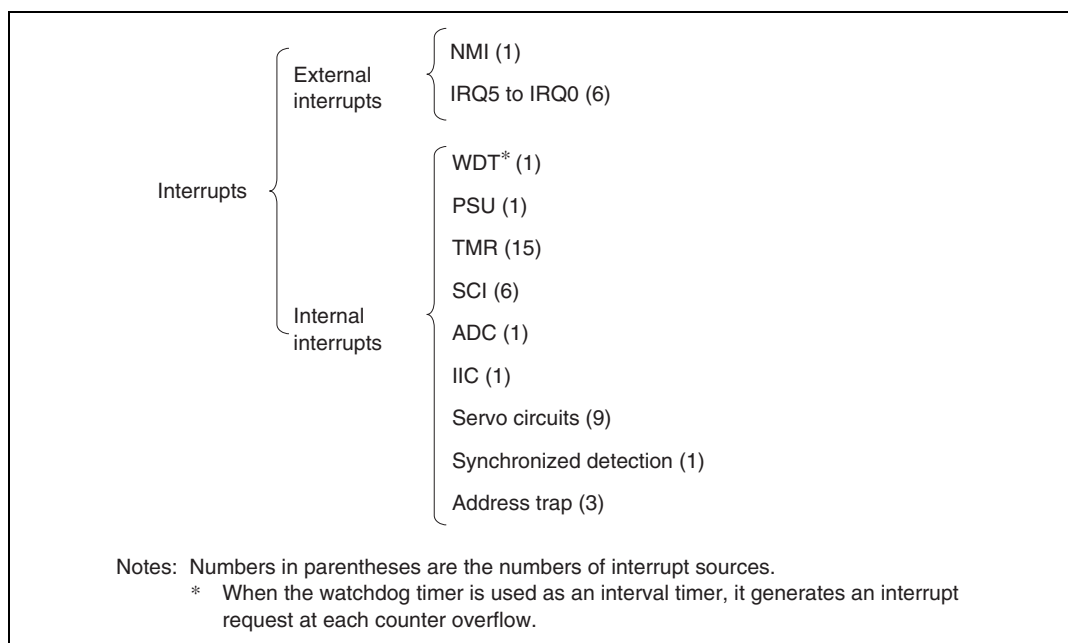 Interrupts
External
interrupts
NMI (1)
IRQ5 to IRQ0 (6)
Internal
interrupts
WDT* (1)
PSU (1)
TMR (15)
SCI (6)
ADC (1)
IIC (1)
Servo circuits (9)
Synchronized detection (1)
Address trap (3)
Notes: Numbers in parentheses are the numbers of interrupt sources.
* When the watchdog timer is used as an interval timer, it generates an interrupt
request at each counter overflow.